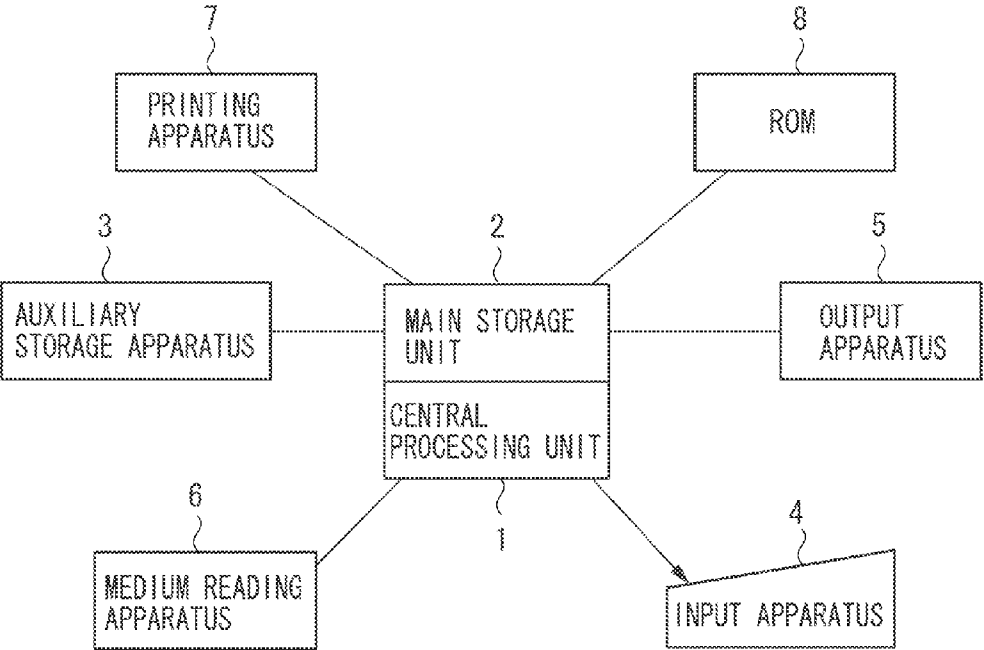 7
8
PRINTING
APPARATUS
ROM
3
2
5
AUXILIARY
STORAGE APPARATUS
MAIN STORAGE
UNIT
OUTPUT
APPARATUS
CENTRAL
PROCESSING UNIT
6
1
4
MEDIUM READING
APPARATUS
INPUT APPARATUS